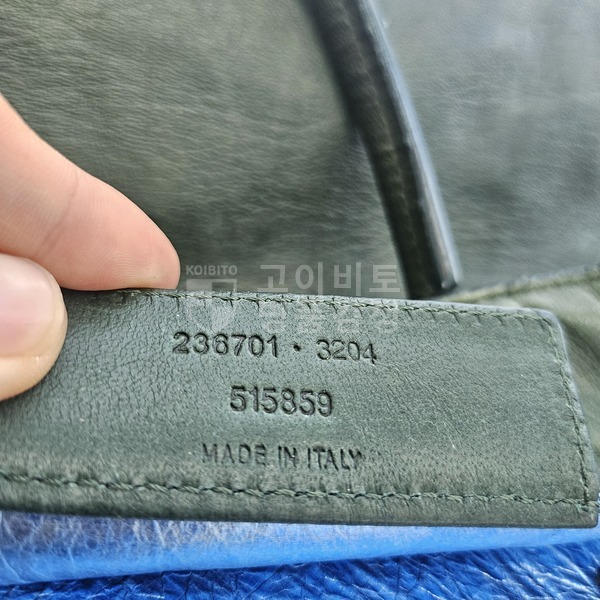 KOIBITO 고이비토
236701 · 3204
515859
MADE IN ITALY